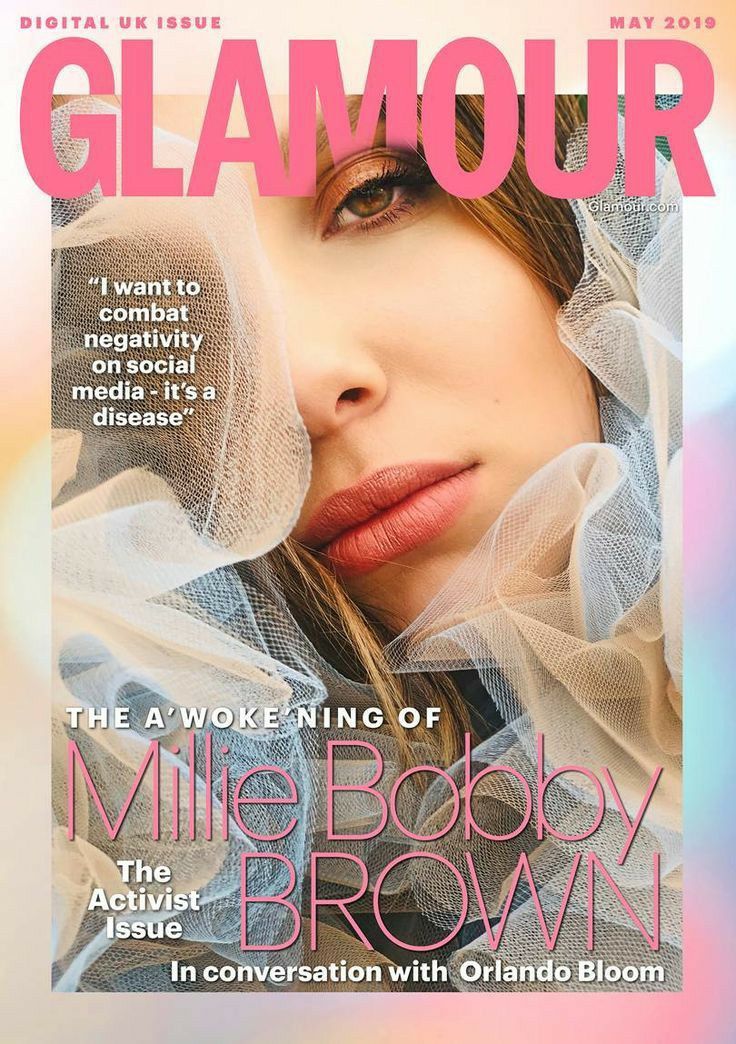 DIGITAL UK ISSUE MAY 2019
GLAMOUR
Glamour.com
“I want to
combat
negativity
on social
media - it’s a
disease”
THE A’WOKE’NING OF
Millie Bobby
BROWN
The
Activist
Issue
In conversation with Orlando Bloom